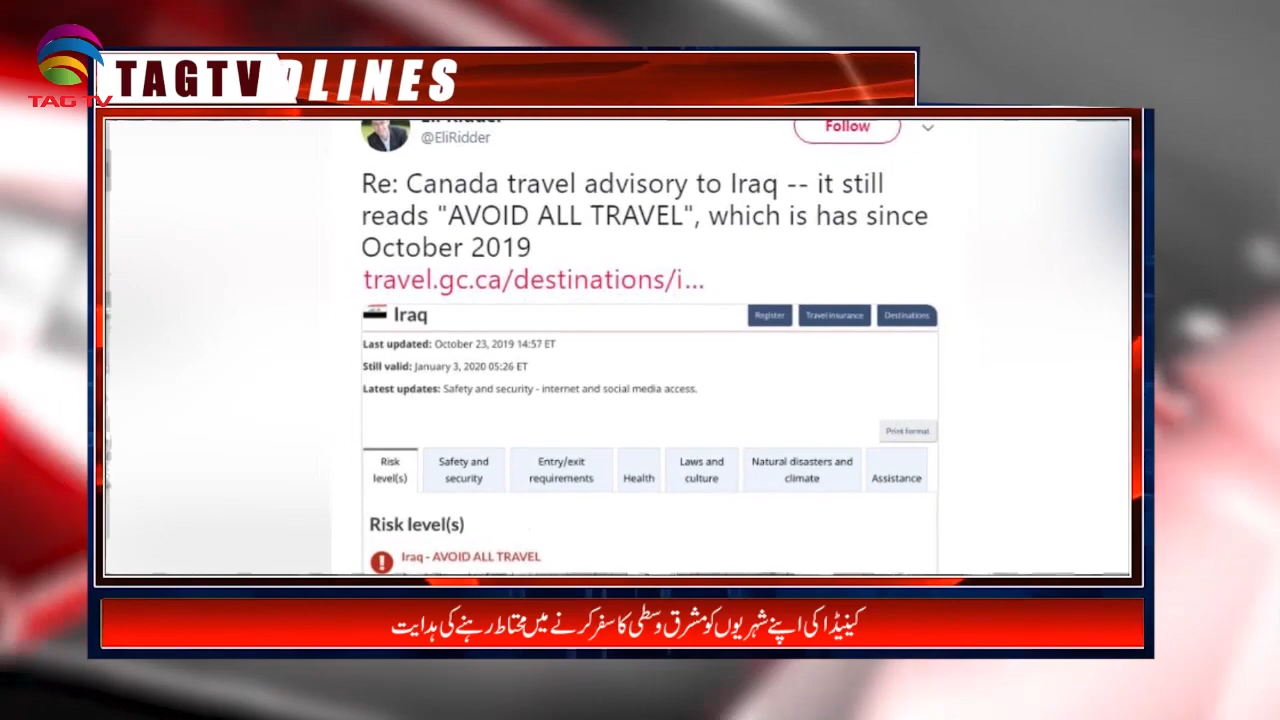 TAG TV
TAGTV DLINES
@EliRidder
Follow
Re: Canada travel advisory to Iraq -- it still
reads "AVOID ALL TRAVEL", which is has since
October 2019
travel.gc.ca/destinations/i...
Iraq
Register
Travel insurance
Destinations
Last updated: October 23, 2019 14:57 ET
Still valid: January 3, 2020 05:26 ET
Latest updates: Safety and security - internet and social media access.
Print format
Risk level(s)
Safety and security
Entry/exit requirements
Health
Laws and culture
Natural disasters and climate
Assistance
Risk level(s)
Iraq - AVOID ALL TRAVEL
کینیڈا کی اپنے شہریوں کو مشرق وسطی کا سفر کرنے میں محتاط رہنے کی ہدایت